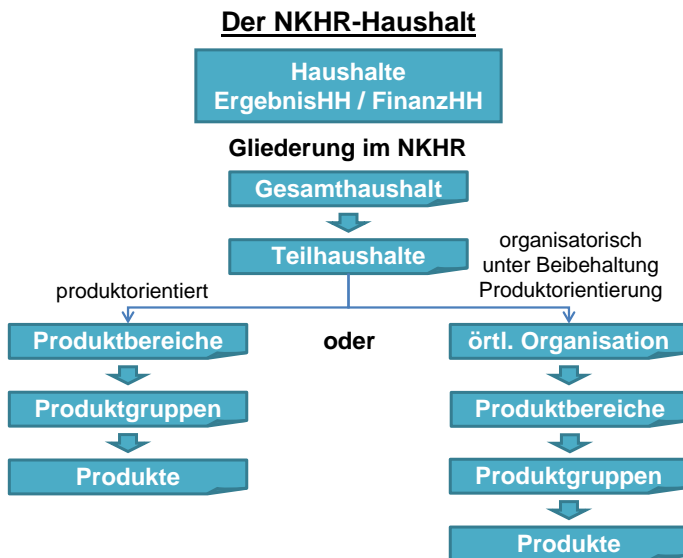 Der NKHR-Haushalt
Haushalte
ErgebnisHH / FinanzHH
Gliederung im NKHR
Gesamthaushalt
Teilhaushalte
organisatorisch
unter Beibehaltung
Produktorientierung
produktorientiert
Produktbereiche
oder
örtl. Organisation
Produktgruppen
Produktbereiche
Produkte
Produktgruppen
Produkte